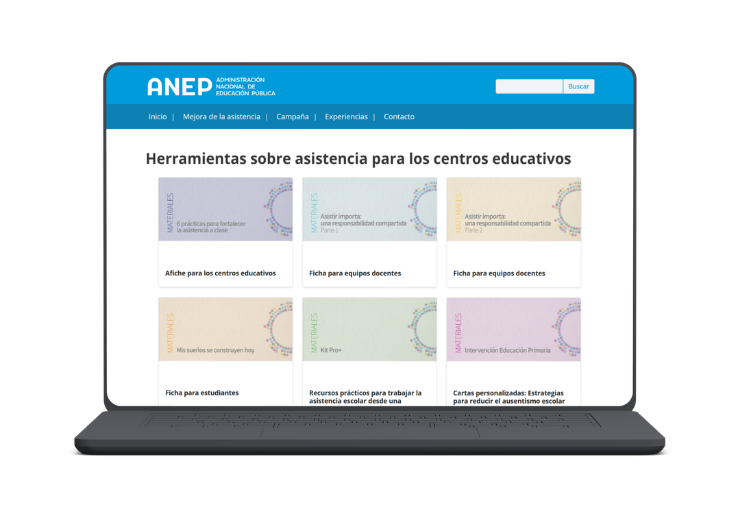 ANEP
ADMINISTRACIÓN
NACIONAL DE
EDUCACIÓN PÚBLICA
Buscar
Inicio | Mejora de la asistencia | Campaña | Experiencias | Contacto
Herramientas sobre asistencia para los centros educativos
MATERIALES
6 prácticas para fortalecer
la asistencia a clase
Afiche para los centros educativos
MATERIALES
Asistir importa:
una responsabilidad compartida
Parte 1
Ficha para equipos docentes
MATERIALES
Asistir importa:
una responsabilidad compartida
Parte 2
Ficha para equipos docentes
MATERIALES
Mis sueños se construyen hoy
Ficha para estudiantes
MATERIALES
Kit Pro+
Recursos prácticos para trabajar la
asistencia escolar desde una
MATERIALES
Intervención Educación Primaria
Cartas personalizadas: Estrategias
para reducir el ausentismo escolar